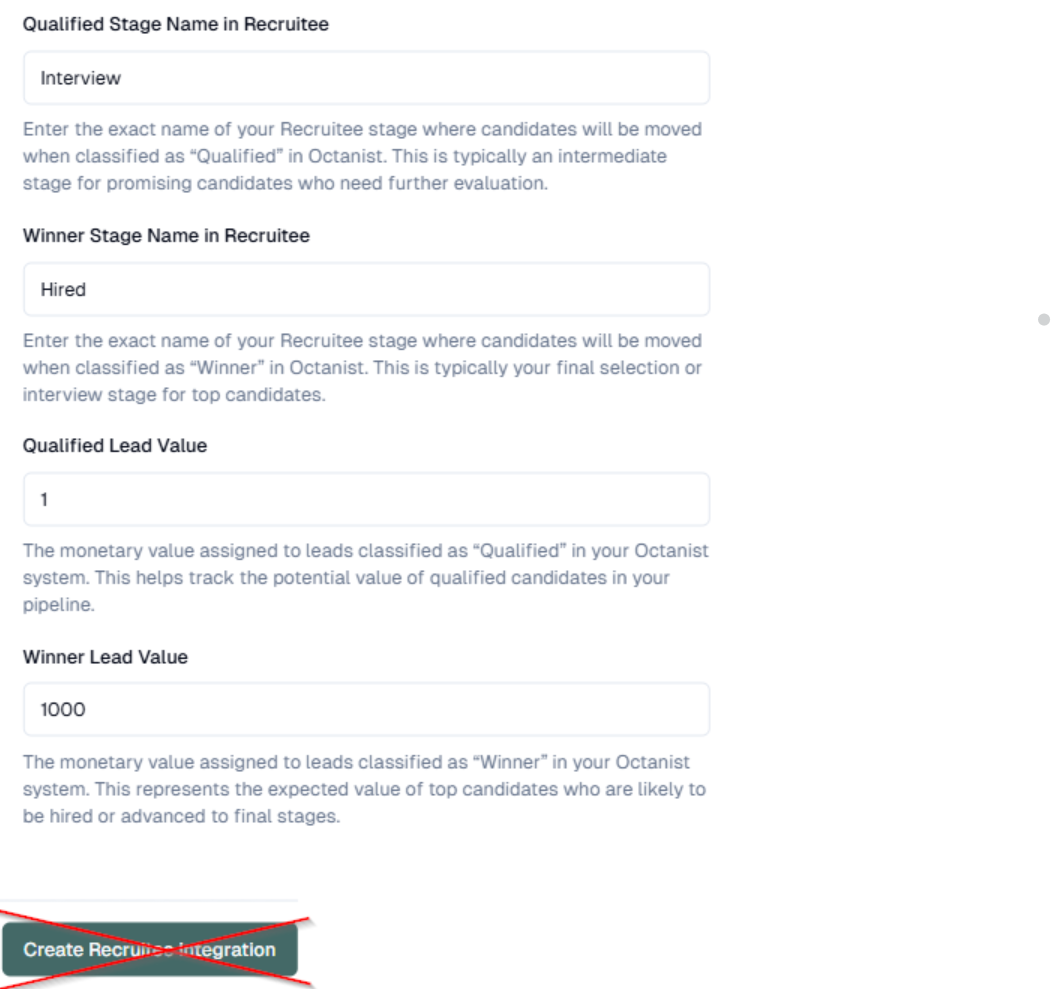 Qualified Stage Name in Recruitee
Interview
Enter the exact name of your Recruitee stage where candidates will be moved
when classified as “Qualified” in Octanist. This is typically an intermediate
stage for promising candidates who need further evaluation.
Winner Stage Name in Recruitee
Hired
Enter the exact name of your Recruitee stage where candidates will be moved
when classified as “Winner” in Octanist. This is typically your final selection or
interview stage for top candidates.
Qualified Lead Value
1
The monetary value assigned to leads classified as “Qualified” in your Octanist
system. This helps track the potential value of qualified candidates in your
pipeline.
Winner Lead Value
1000
The monetary value assigned to leads classified as “Winner” in your Octanist
system. This represents the expected value of top candidates who are likely to
be hired or advanced to final stages.
Create Recruitee integration